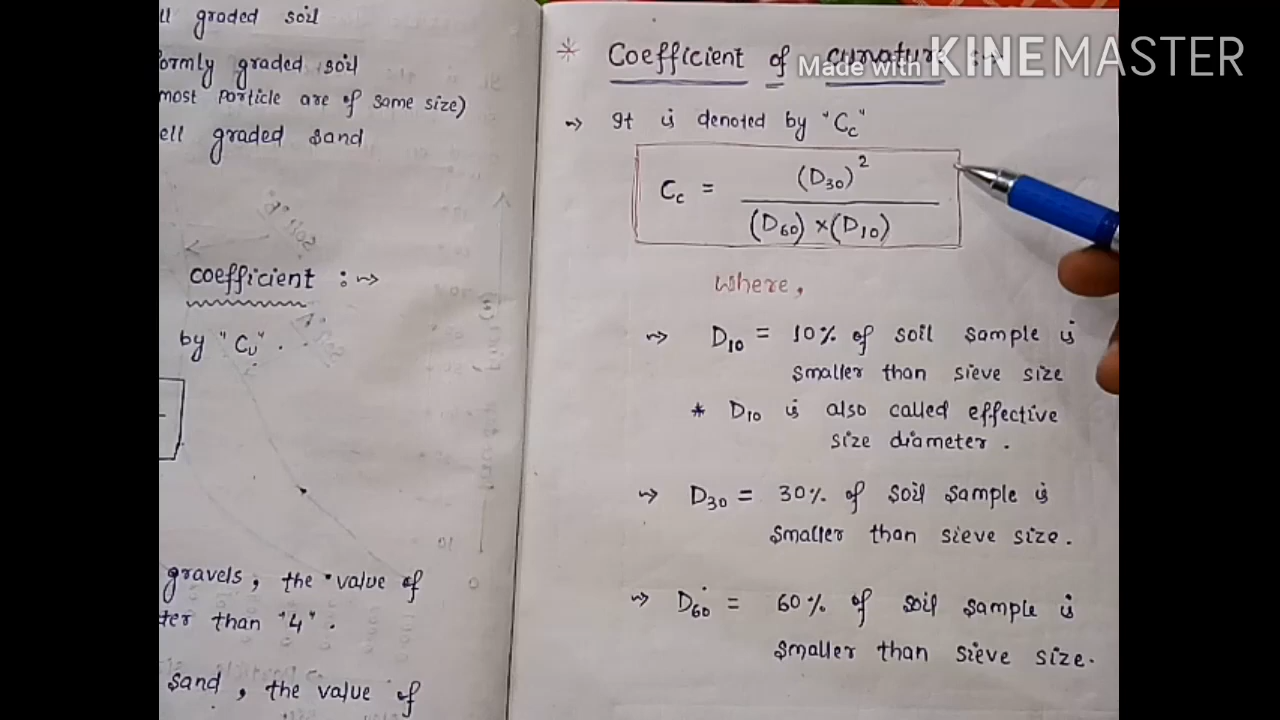 ll graded soil
ormly graded soil
most particle are of same size)
ell graded sand
coefficient :⇝
by "Cu".
gravels, the value of
ter than "4".
sand, the value of
* Coefficient of curvature :⇝
Made with KINEMASTER
⇝ It is denoted by "Cc"
Cc = (D30)² / (D60) × (D10)
where,
⇝ D10 = 10% of soil sample is
smaller than sieve size
* D10 is also called effective
size diameter.
⇝ D30 = 30% of soil sample is
smaller than sieve size.
⇝ D60 = 60% of soil sample is
smaller than sieve size.